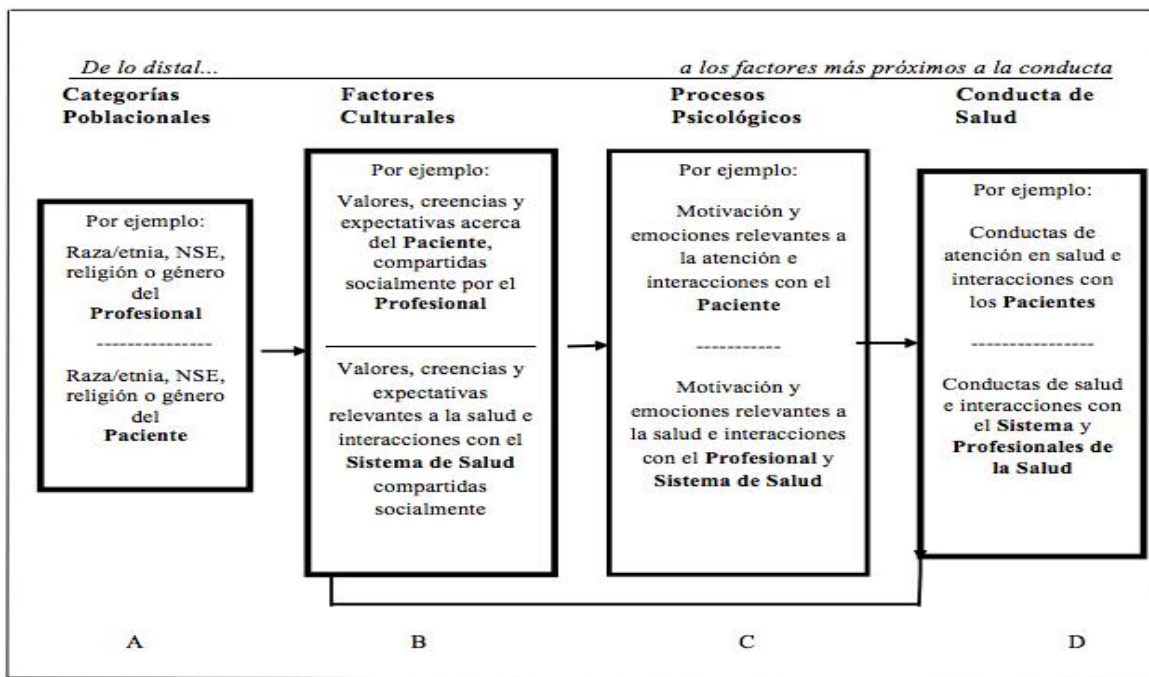 De lo distal...
a los factores más próximos a la conducta
Categorías
Poblacionales
Factores
Culturales
Procesos
Psicológicos
Conducta de
Salud
Por ejemplo:
Raza/etnia, NSE,
religión o género
del
Profesional
---------------
Raza/etnia, NSE,
religión o género
del
Paciente
Por ejemplo:
Valores, creencias y
expectativas acerca
del Paciente,
compartidas
socialmente por el
Profesional
Valores, creencias y
expectativas
relevantes a la salud e
interacciones con el
Sistema de Salud
compartidas
socialmente
Por ejemplo:
Motivación y
emociones relevantes a
la atención e
interacciones con el
Paciente
-----------
Motivación y
emociones relevantes a
la salud e interacciones
con el Profesional y
Sistema de Salud
Por ejemplo:
Conductas de
atención en salud e
interacciones con
los Pacientes
---------------
Conductas de salud
e interacciones con
el Sistema y
Profesionales de
la Salud
A
B
C
D